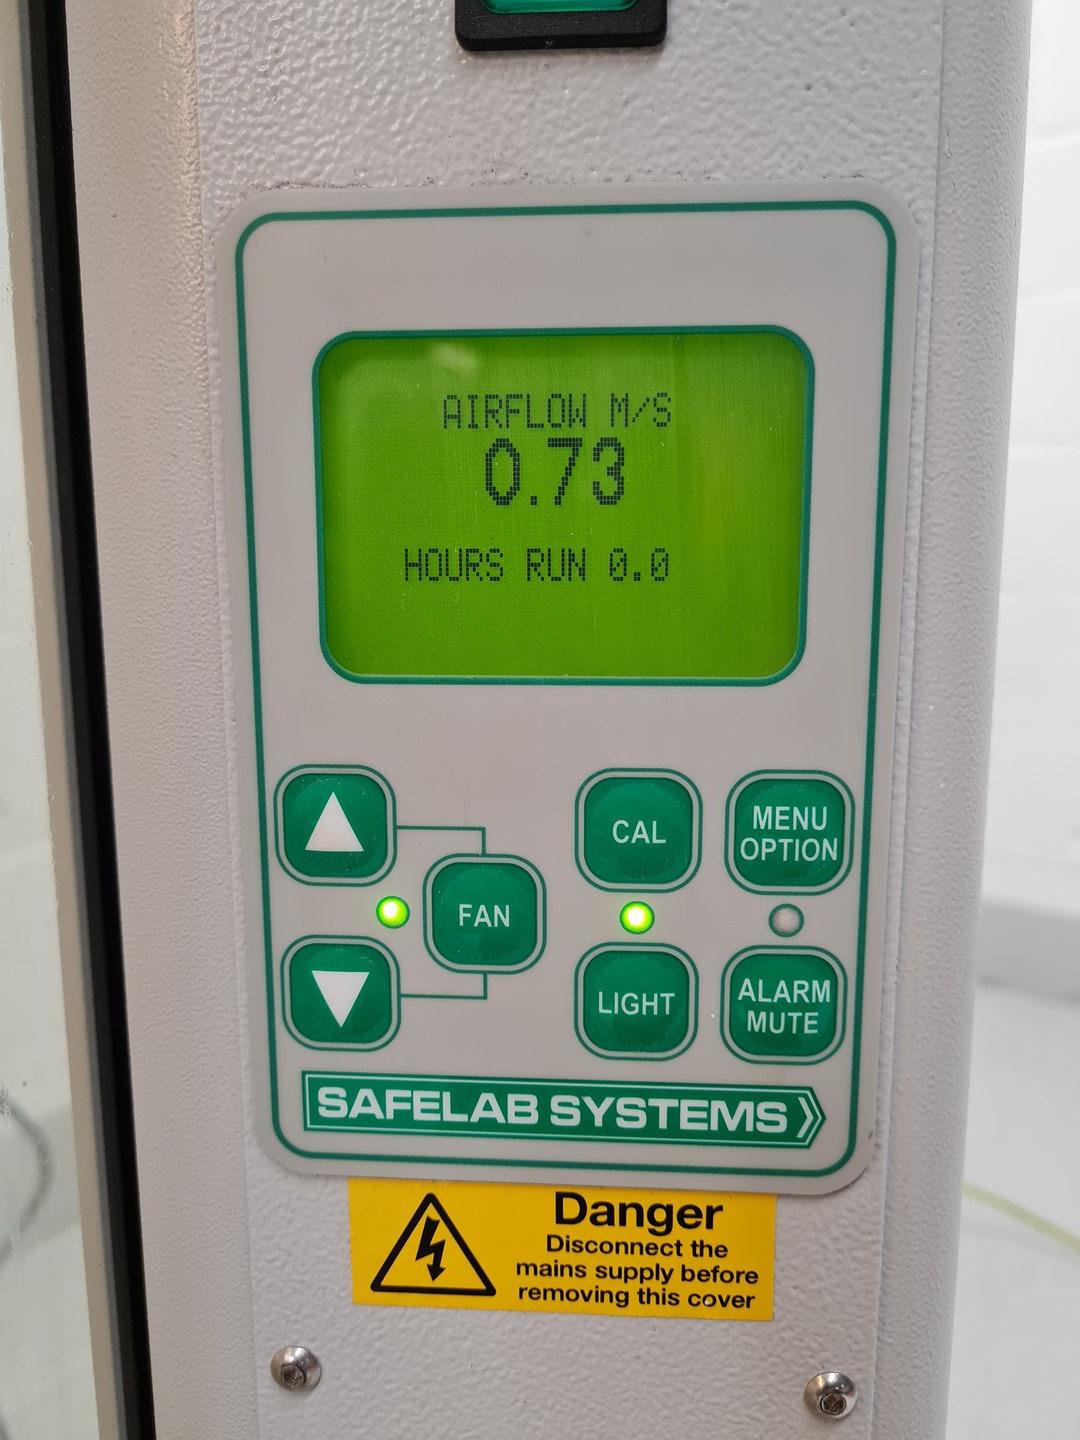 AIRFLOW M/S
0.73
HOURS RUN 0.0
CAL
MENU
OPTION
FAN
LIGHT
ALARM
MUTE
SAFELAB SYSTEMS
Danger
Disconnect the
mains supply before
removing this cover